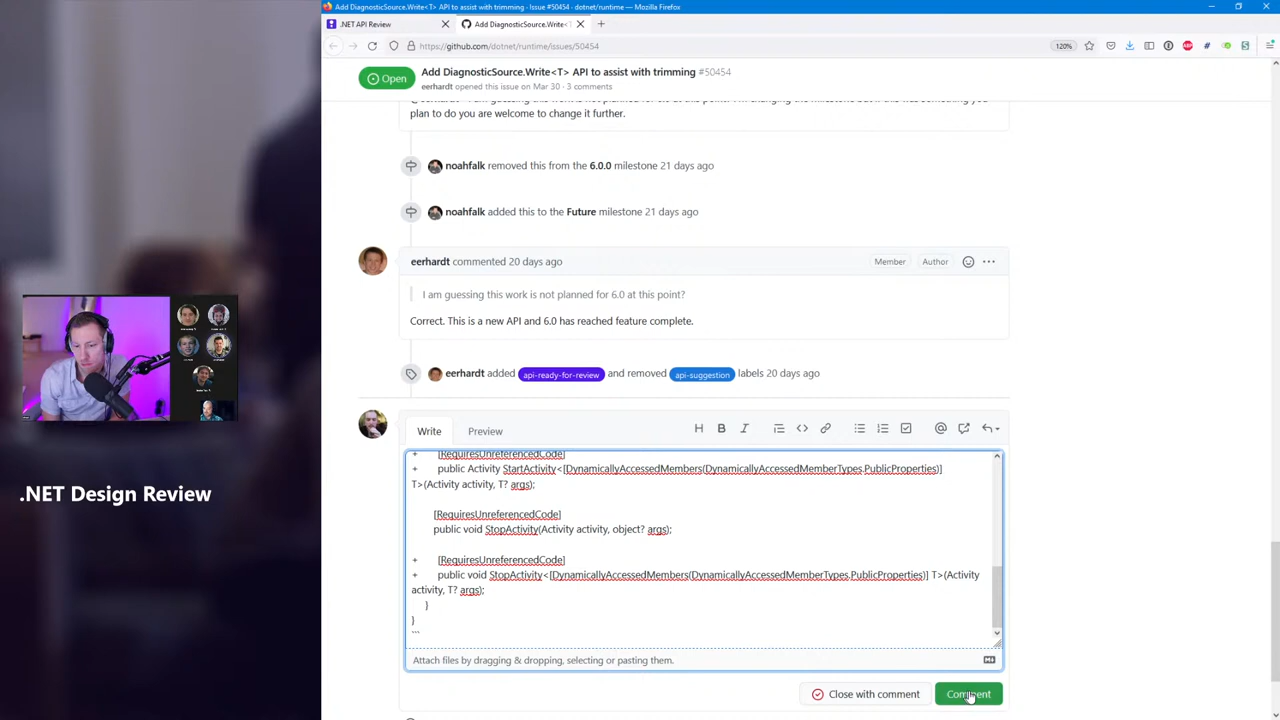 Add DiagnosticSource.Write<T> API to assist with trimming · Issue #50454 · dotnet/runtime — Mozilla Firefox
.NET API Review
Add DiagnosticSource.Write<
https://github.com/dotnet/runtime/issues/50454
120%
Open
Add DiagnosticSource.Write<T> API to assist with trimming #50454
eerhardt opened this issue on Mar 30 · 3 comments
plan to do you are welcome to change it further.
noahfalk removed this from the 6.0.0 milestone 21 days ago
noahfalk added this to the Future milestone 21 days ago
eerhardt commented 20 days ago
Member
Author
I am guessing this work is not planned for 6.0 at this point?
Correct. This is a new API and 6.0 has reached feature complete.
eerhardt added api-ready-for-review and removed api-suggestion labels 20 days ago
Write
Preview
+ [RequiresUnreferencedCode]
+ public Activity StartActivity<[DynamicallyAccessedMembers(DynamicallyAccessedMemberTypes.PublicProperties)]
T>(Activity activity, T? args);
[RequiresUnreferencedCode]
public void StopActivity(Activity activity, object? args);
+ [RequiresUnreferencedCode]
+ public void StopActivity<[DynamicallyAccessedMembers(DynamicallyAccessedMemberTypes.PublicProperties)] T>(Activity
activity, T? args);
}
}
```
Attach files by dragging & dropping, selecting or pasting them.
Close with comment
Comment
.NET Design Review